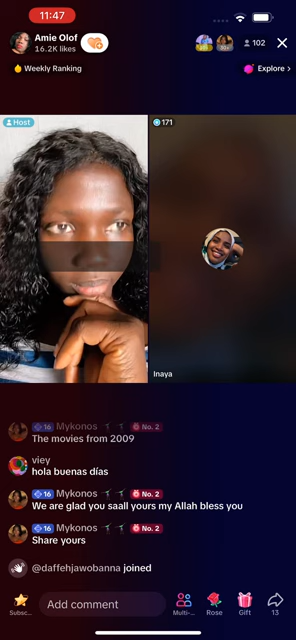 11:47
Amie Olof
16.2K likes
102
Weekly Ranking
Explore >
Host
171
Inaya
16 Mykonos No. 2
The movies from 2009
viey
hola buenas días
16 Mykonos No. 2
We are glad you saall yours my Allah bless you
16 Mykonos No. 2
Share yours
@daffehjawobanna joined
Subsc...
Add comment
Multi-...
Rose
Gift
13